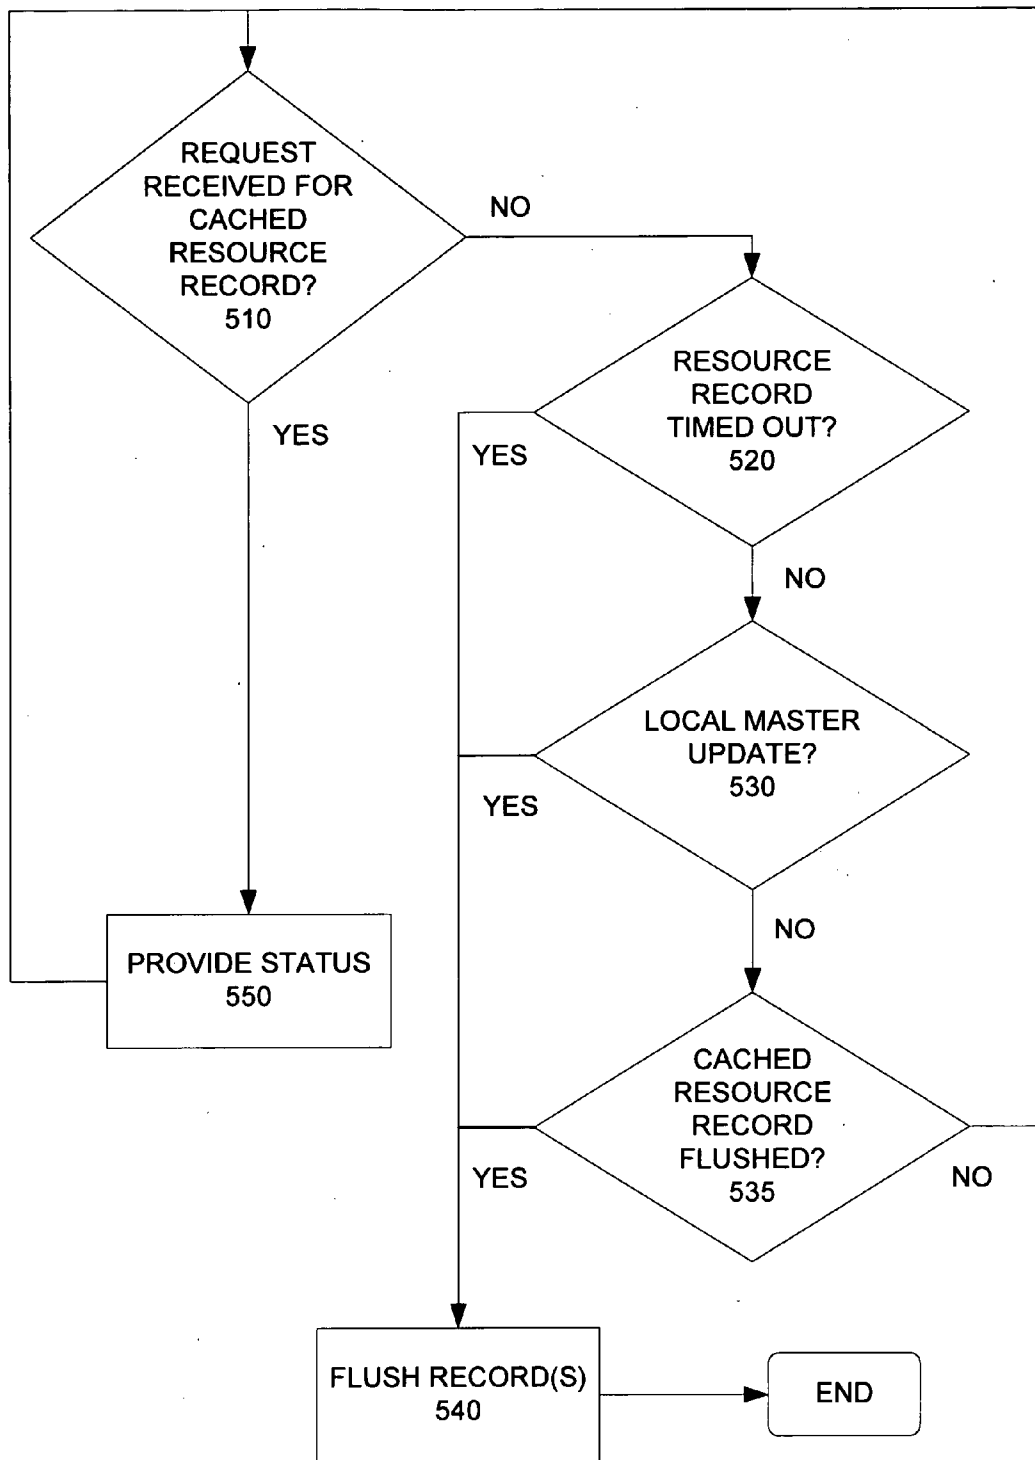 REQUEST
RECEIVED FOR
CACHED
RESOURCE
RECORD?
510
NO
YES
RESOURCE
RECORD
TIMED OUT?
520
YES
NO
LOCAL MASTER
UPDATE?
530
YES
NO
PROVIDE STATUS
550
CACHED
RESOURCE
RECORD
FLUSHED?
535
YES
NO
FLUSH RECORD(S)
540
END